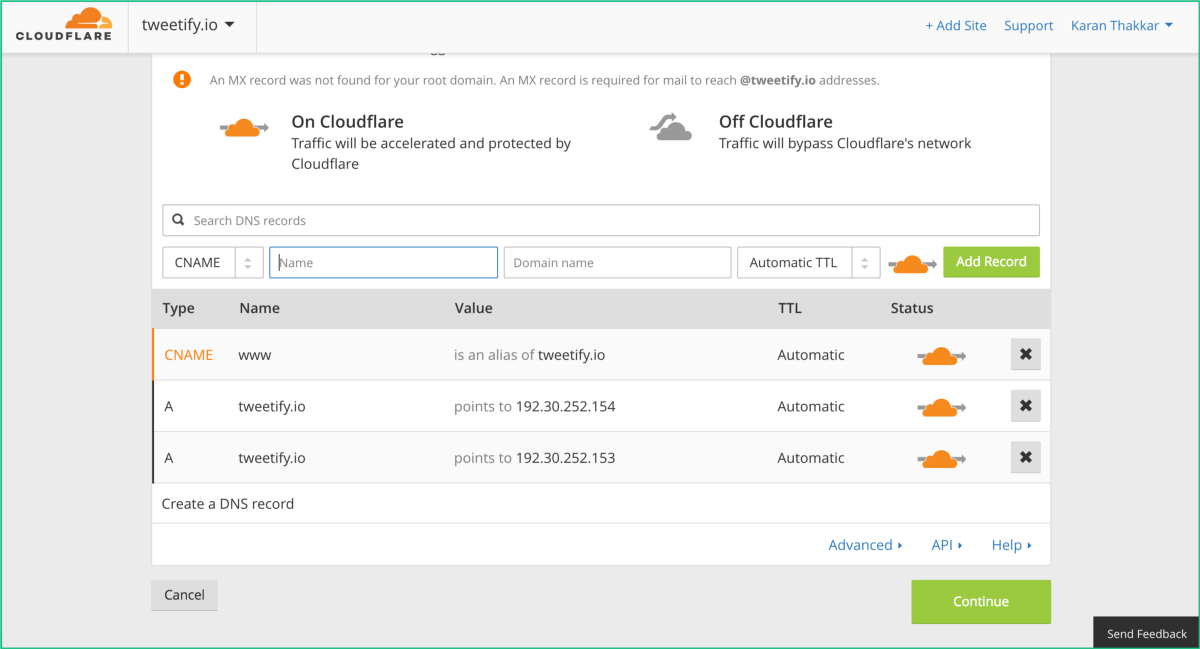 CLOUDFLARE
tweetify.io
+ Add Site
Support
Karan Thakkar
An MX record was not found for your root domain. An MX record is required for mail to reach @tweetify.io addresses.
On Cloudflare
Traffic will be accelerated and protected by
Cloudflare
Off Cloudflare
Traffic will bypass Cloudflare's network
Search DNS records
CNAME Name Domain name Automatic TTL Add Record
Type Name Value TTL Status
CNAME www is an alias of tweetify.io Automatic
A tweetify.io points to 192.30.252.154 Automatic
A tweetify.io points to 192.30.252.153 Automatic
Create a DNS record
Advanced API Help
Cancel
Continue
Send Feedback